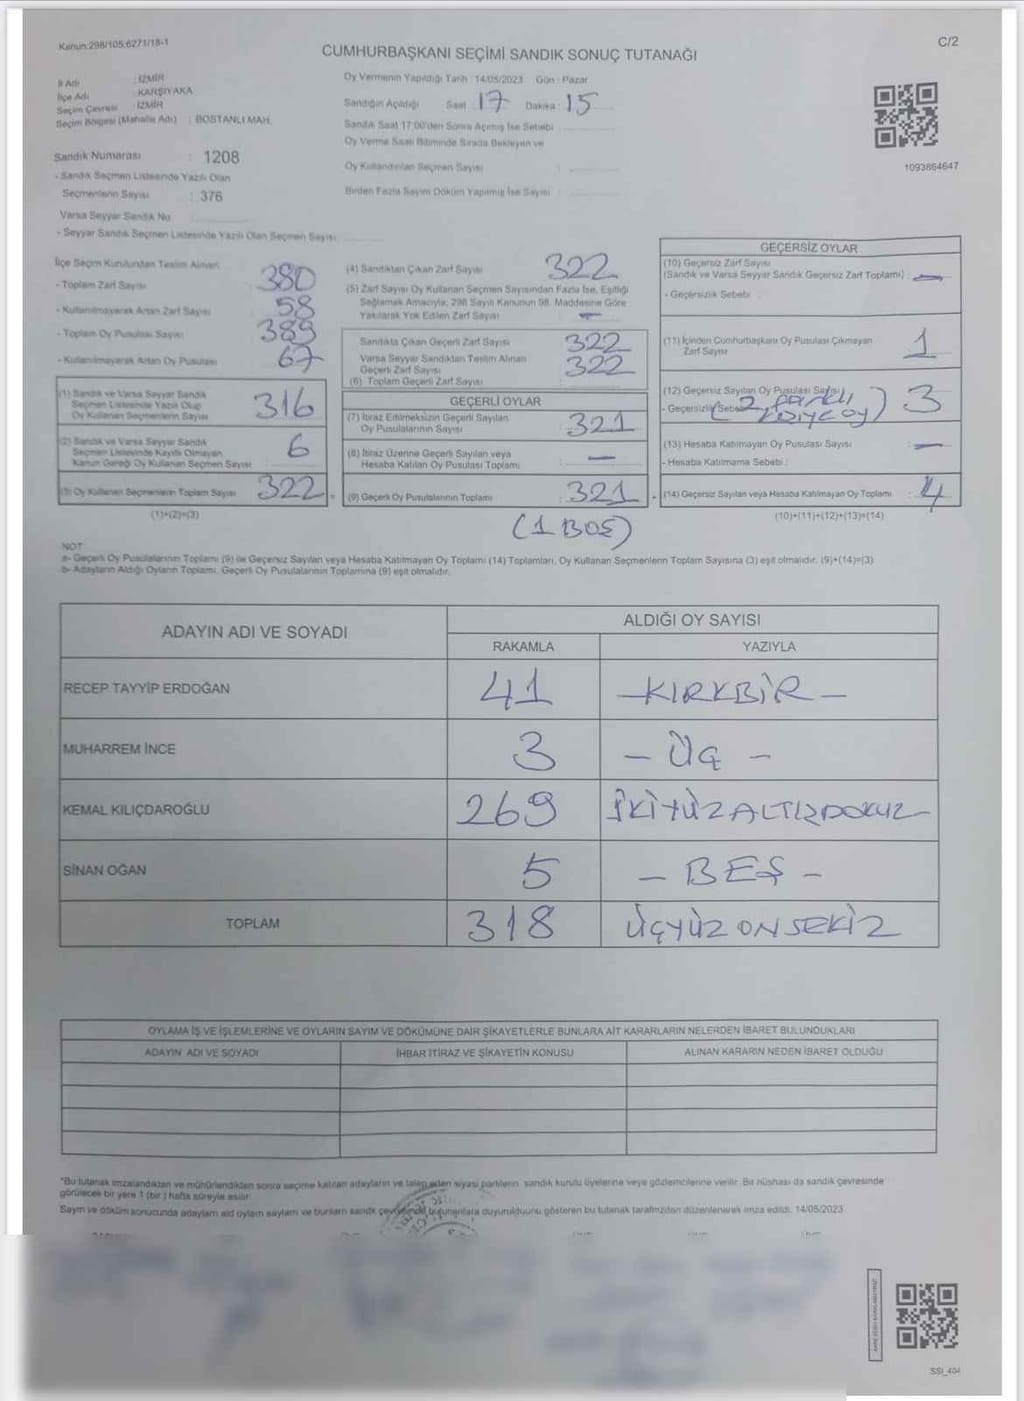 Kanun:298/105,6271/18-1
C/2
CUMHURBAŞKANI SEÇİMİ SANDIK SONUÇ TUTANAĞI
İl Adı : İZMİR
İlçe Adı : KARŞIYAKA
Seçim Çevresi : İZMİR
Seçim Bölgesi (Mahalle Adı) : BOSTANLI MAH.
Sandık Numarası : 1208
- Sandık Seçmen Listesinde Yazılı Olan
Seçmenlerin Sayısı : 376
Varsa Seyyar Sandık No
- Seyyar Sandık Seçmen Listesinde Yazılı Olan Seçmen Sayısı
Oy Vermenin Yapıldığı Tarih : 14/05/2023 Gün : Pazar
Sandığın Açıldığı Saat : 17 Dakika : 15
Sandık Saat 17:00'den Sonra Açılmış İse Sebebi :
Oy Verme Saati Bitiminde Sırada Bekleyen ve
Oy Kullandırılan Seçmen Sayısı :
Birden Fazla Sayım Döküm Yapılmış İse Sayısı :
1093864647
İlçe Seçim Kurulundan Teslim Alınan
- Toplam Zarf Sayısı 380
- Kullanılmayarak Artan Zarf Sayısı 58
- Toplam Oy Pusulası Sayısı 389
- Kullanılmayarak Artan Oy Pusulası 67
(1) Sandık ve Varsa Seyyar Sandık
Seçmen Listesinde Yazılı Olup
Oy Kullanan Seçmenlerin Sayısı 316
(2) Sandık ve Varsa Seyyar Sandık
Seçmen Listesinde Kayıtlı Olmayan
Kanun Gereği Oy Kullanan Seçmen Sayısı 6
(3) Oy Kullanan Seçmenlerin Toplam Sayısı 322
(1)+(2)=(3)
(4) Sandıktan Çıkan Zarf Sayısı 322
(5) Zarf Sayısı Oy Kullanan Seçmen Sayısından Fazla İse, Eşitliği
Sağlamak Amacıyla, 298 Sayılı Kanunun 98. Maddesine Göre
Yakılarak Yok Edilen Zarf Sayısı : —
Sandıkta Çıkan Geçerli Zarf Sayısı 322
Varsa Seyyar Sandıktan Teslim Alınan
Geçerli Zarf Sayısı 322
(6) Toplam Geçerli Zarf Sayısı :
GEÇERLİ OYLAR
(7) İtiraz Edilmeksizin Geçerli Sayılan
Oy Pusulalarının Sayısı : 321
(8) İtiraz Üzerine Geçerli Sayılan veya
Hesaba Katılan Oy Pusulası Toplamı : —
(9) Geçerli Oy Pusulalarının Toplamı : 321
(1 BOŞ)
GEÇERSİZ OYLAR
(10) Geçersiz Zarf Sayısı
(Sandık ve Varsa Seyyar Sandık Geçersiz Zarf Toplamı) : —
- Geçersizlik Sebebi :
(11) İçinden Cumhurbaşkanı Oy Pusulası Çıkmayan
Zarf Sayısı : 1
(12) Geçersiz Sayılan Oy Pusulası Sayısı 3
- Geçersizlik Sebebi
(13) Hesaba Katılmayan Oy Pusulası Sayısı : —
- Hesaba Katılmama Sebebi :
(14) Geçersiz Sayılan veya Hesaba Katılmayan Oy Toplamı : 4
(10)+(11)+(12)+(13)=(14)
NOT:
a- Geçerli Oy Pusulalarının Toplamı (9) ile Geçersiz Sayılan veya Hesaba Katılmayan Oy Toplamı (14) Toplamları, Oy Kullanan Seçmenlerin Toplam Sayısına (3) eşit olmalıdır. (9)+(14)=(3)
b- Adayların Aldığı Oyların Toplamı, Geçerli Oy Pusulalarının Toplamına (9) eşit olmalıdır.
ADAYIN ADI VE SOYADI
ALDIĞI OY SAYISI
RAKAMLA YAZIYLA
RECEP TAYYİP ERDOĞAN 41 —KIRKBİR—
MUHARREM İNCE 3 — ÜÇ —
KEMAL KILIÇDAROĞLU 269 İKİYÜZALTIZDOKUZ—
SİNAN OĞAN 5 — BEŞ —
TOPLAM 318 ÜÇYÜZ ONSEKİZ
OYLAMA İŞ VE İŞLEMLERİNE VE OYLARIN SAYIM VE DÖKÜMÜNE DAİR ŞİKAYETLERLE BUNLARA AİT KARARLARIN NELERDEN İBARET BULUNDUKLARI
ADAYIN ADI VE SOYADI İHBAR İTİRAZ VE ŞİKAYETİN KONUSU ALINAN KARARIN NEDEN İBARET OLDUĞU
*Bu tutanak imzalandıktan ve mühürlendikten sonra seçime katılan adayların ve talep eden siyasi partilerin sandık kurulu üyelerine veya gözlemcilerine verilir. Bir nüshası da sandık çevresinde
görülecek bir yere 1 (bir) hafta süreyle asılır.
Sayım ve döküm sonucunda adayların aldığı oyların sayısını ve bunların sandık çevresinde bulunanlara duyurulduğunu gösteren bu tutanak tarafımızdan düzenlenerek imza edildi. 14/05/2023
SSI_404